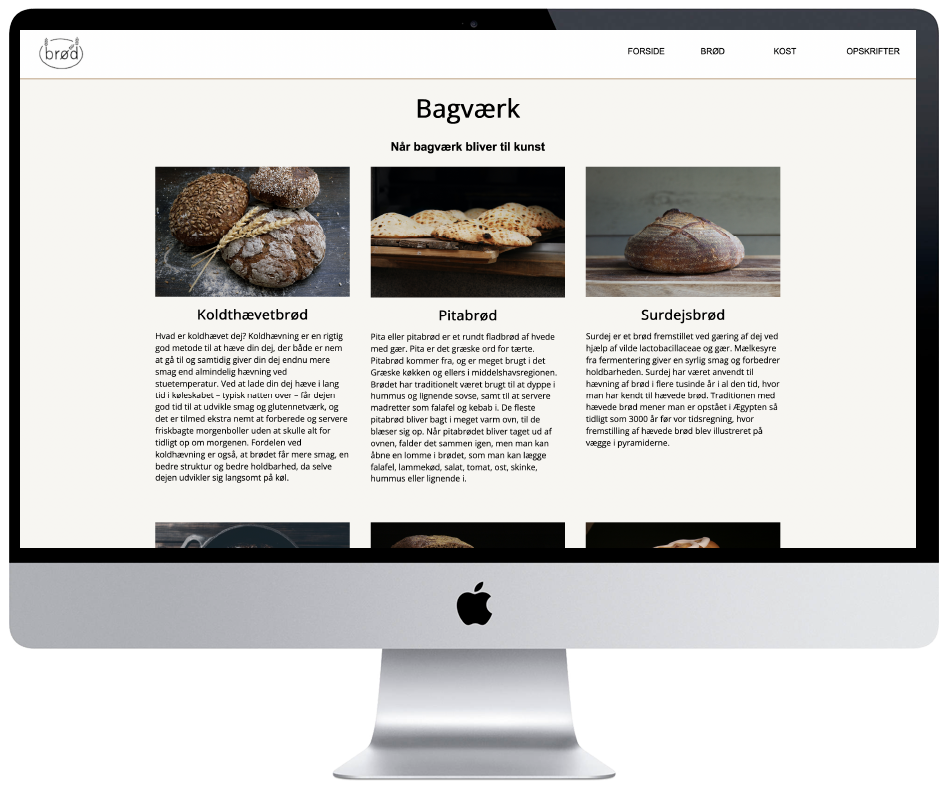 brød
FORSIDE BRØD KOST OPSKRIFTER
Bagværk
Når bagværk bliver til kunst
Koldthævetbrød
Hvad er koldhævet dej? Koldhævning er en rigtig
god metode til at hæve din dej, der både er nem
at gå til og samtidig giver din dej endnu mere
smag end almindelig hævning ved
stuetemperatur. Ved at lade din dej hæve i lang
tid i køleskabet – typisk natten over – får dejen
god tid til at udvikle smag og glutennetværk, og
det er tilmed ekstra nemt at forberede og servere
friskbagte morgenboller uden at skulle alt for
tidligt op om morgenen. Fordelen ved
koldhævning er også, at brødet får mere smag, en
bedre struktur og bedre holdbarhed, da selve
dejen udvikler sig langsomt på køl.
Pitabrød
Pita eller pitabrød er et rundt fladbrød af hvede
med gær. Pita er det græske ord for tærte.
Pitabrød kommer fra, og er meget brugt i det
Græske køkken og ellers i middelshavsregionen.
Brødet har traditionelt været brugt til at dyppe i
hummus og lignende sovse, samt til at servere
madretter som falafel og kebab i. De fleste
pitabrød bliver bagt i meget varm ovn, til de
blæser sig op. Når pitabrødet bliver taget ud af
ovnen, falder det sammen igen, men man kan
åbne en lomme i brødet, som man kan lægge
falafel, lammekød, salat, tomat, ost, skinke,
hummus eller lignende i.
Surdejsbrød
Surdej er et brød fremstillet ved gæring af dej ved
hjælp af vilde lactobacillaceae og gær. Mælkesyre
fra fermentering giver en syrlig smag og forbedrer
holdbarheden. Surdej har været anvendt til
hævning af brød i flere tusinde år i al den tid, hvor
man har kendt til hævede brød. Traditionen med
hævede brød mener man er opstået i Ægypten så
tidligt som 3000 år før vor tidsregning, hvor
fremstilling af hævede brød blev illustreret på
vægge i pyramiderne.